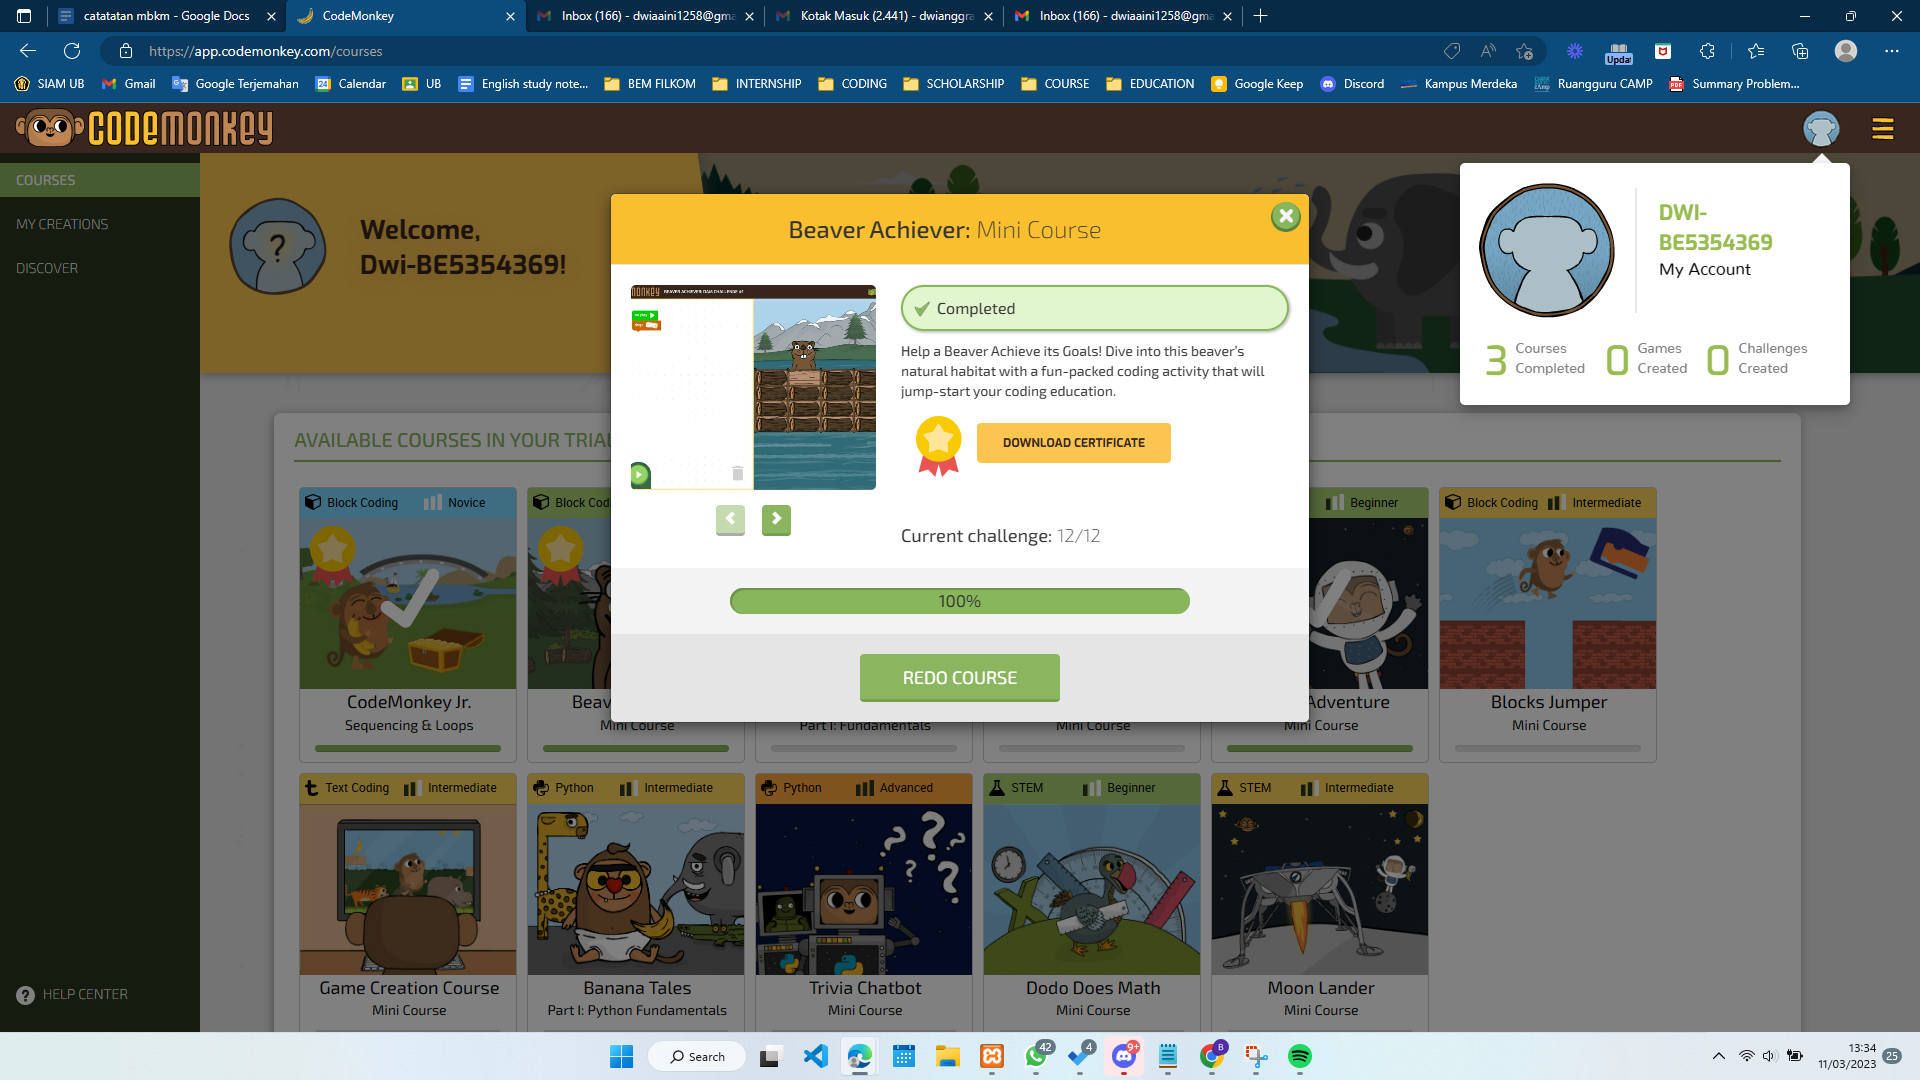 catatatan mbkm - Google Docs
CodeMonkey
Inbox (166) - dwiaaini1258@gma
Kotak Masuk (2.441) - dwianggra
Inbox (166) - dwiaaini1258@gma
https://app.codemonkey.com/courses
Updat
SIAM UB
Gmail
Google Terjemahan
Calendar
UB
English study note...
BEM FILKOM
INTERNSHIP
CODING
SCHOLARSHIP
COURSE
EDUCATION
Google Keep
Discord
Kampus Merdeka
Ruangguru CAMP
Summary Problem...
CODEMONKEY
COURSES
MY CREATIONS
DISCOVER
HELP CENTER
Welcome,
Dwi-BE5354369!
DWI-
BE5354369
My Account
3 Courses Completed
0 Games Created
0 Challenges Created
Beaver Achiever: Mini Course
Completed
Help a Beaver Achieve its Goals! Dive into this beaver's
natural habitat with a fun-packed coding activity that will
jump-start your coding education.
DOWNLOAD CERTIFICATE
Current challenge: 12/12
100%
REDO COURSE
AVAILABLE COURSES IN YOUR TRIAL
Block Coding Novice
CodeMonkey Jr.
Sequencing & Loops
Block Cod
Beav
Mini Course
Part I: Fundamentals
Mini Course
Beginner
Adventure
Mini Course
Block Coding Intermediate
Blocks Jumper
Mini Course
Text Coding Intermediate
Game Creation Course
Mini Course
Python Intermediate
Banana Tales
Part I: Python Fundamentals
Python Advanced
Trivia Chatbot
Mini Course
STEM Beginner
Dodo Does Math
Mini Course
STEM Intermediate
Moon Lander
Mini Course
Search
42
4
9+
B
13:34
11/03/2023
25